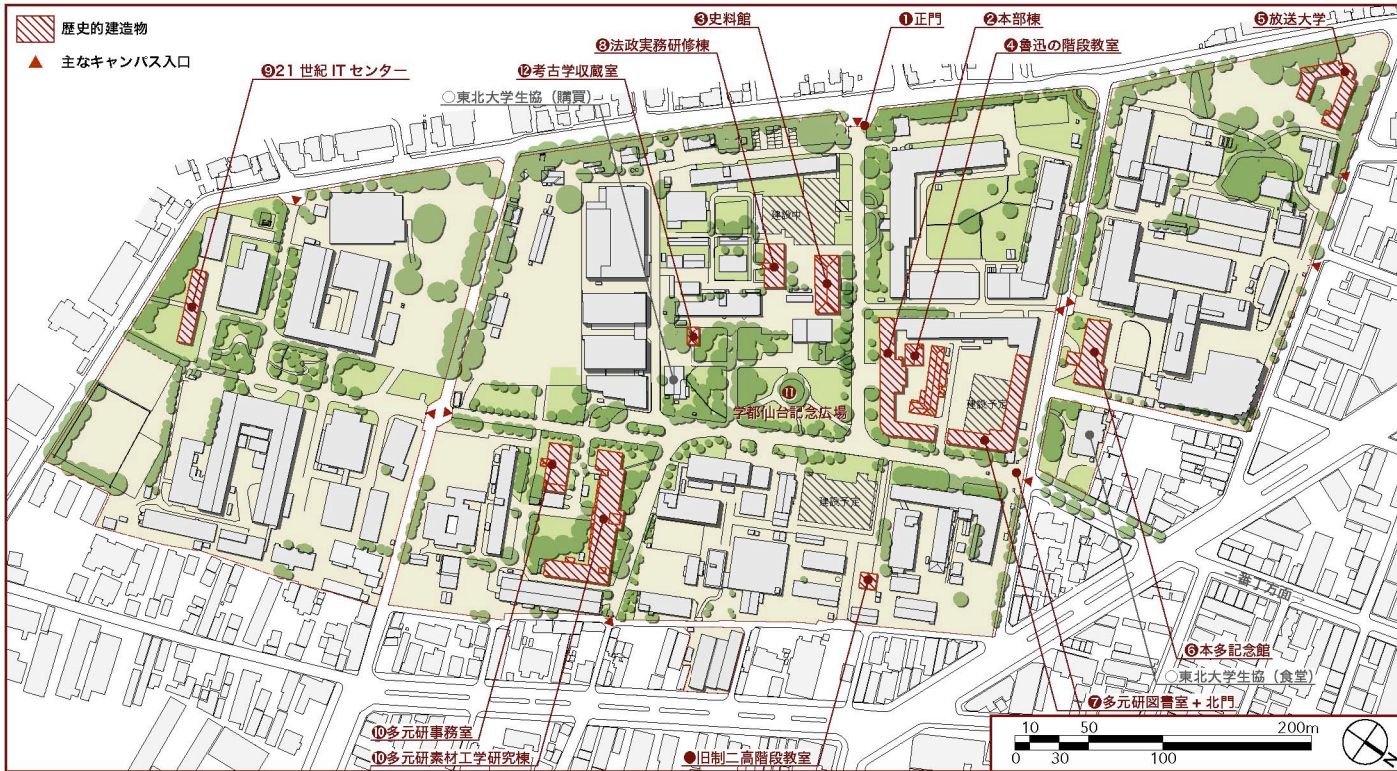 歴史的建造物
主なキャンパス入口
❸史料館
❶正門
❷本部棟
❺放送大学
❽法政実務研修棟
❹魯迅の階段教室
❾21 世紀 IT センター
⓬考古学収蔵室
○東北大学生協（購買）
建設中
⓫
学都仙台記念広場
建設予定
建設予定
一番丁方面
❻本多記念館
○東北大学生協（食堂）
❼多元研図書室 + 北門
❿多元研事務室
❿多元研素材工学研究棟
●旧制二高階段教室
10 50 200m
0 30 100
N